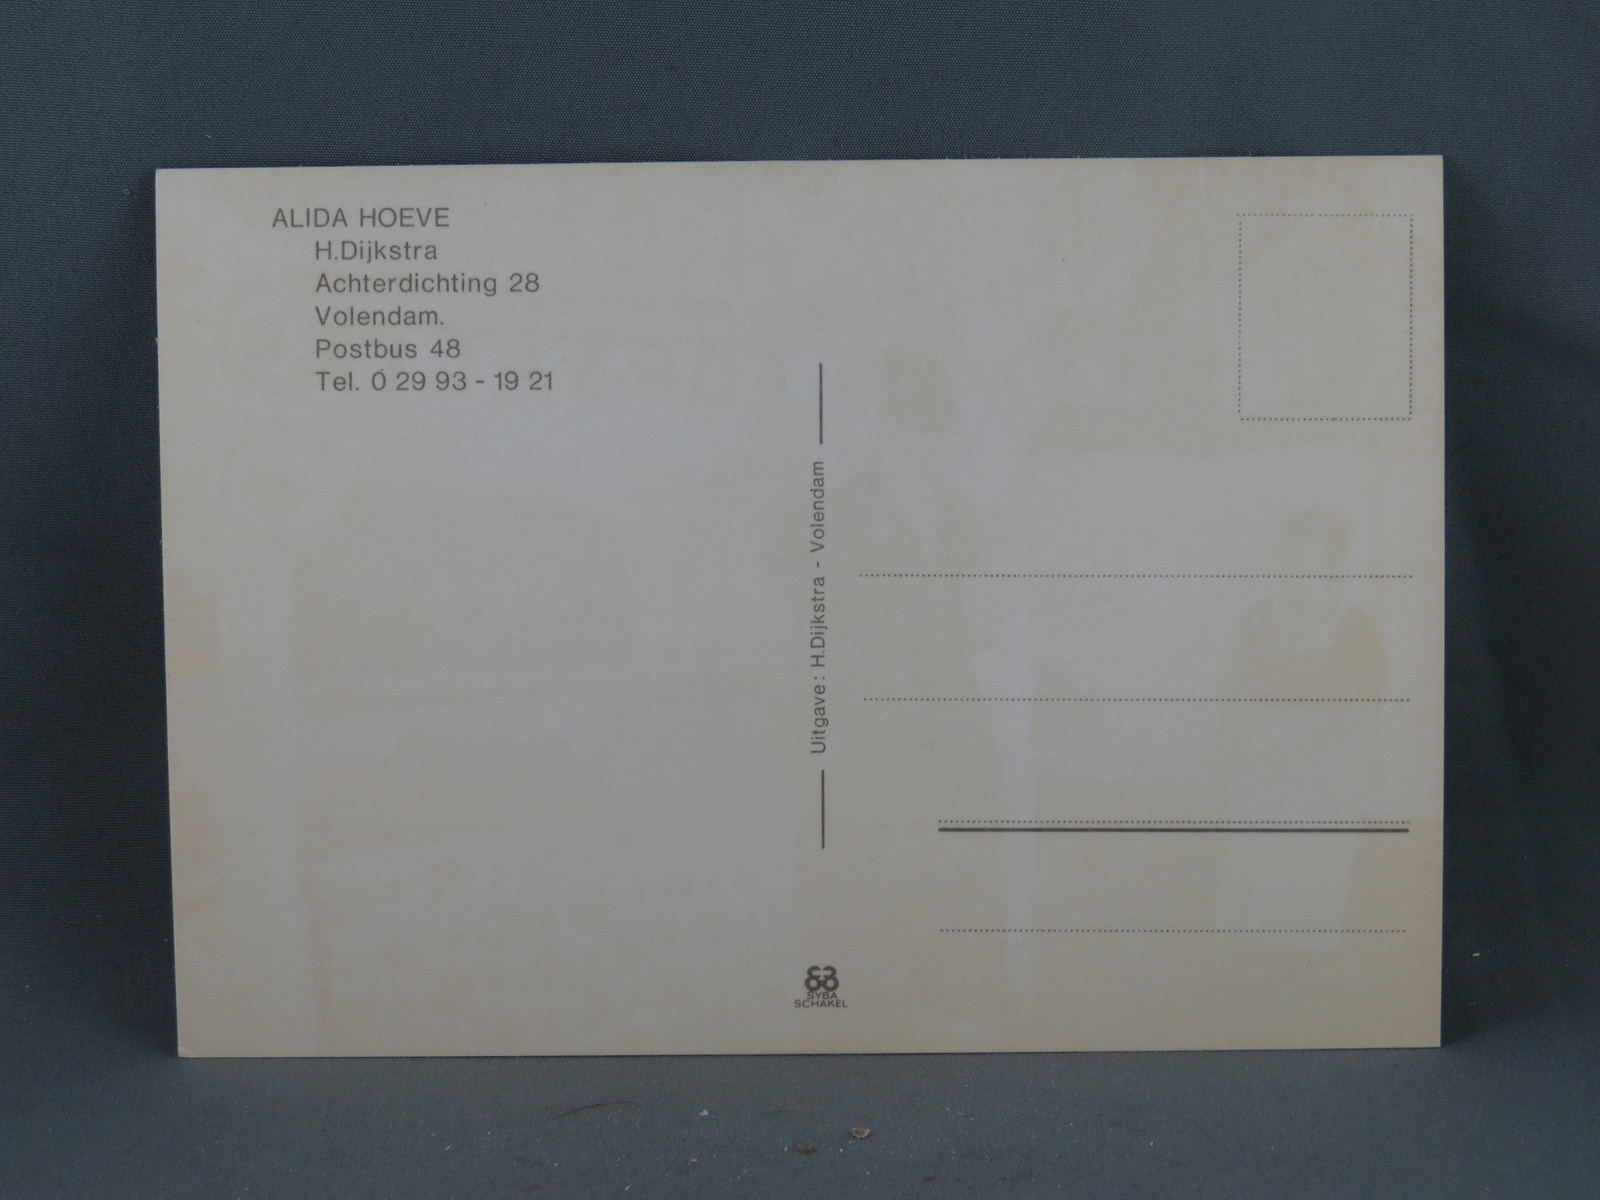 ALIDA HOEVE
H.Dijkstra
Achterdichting 28
Volendam.
Postbus 48
Tel. 0 29 93 - 19 21
Uitgave: H.Dijkstra - Volendam
SYBA
SCHAKEL